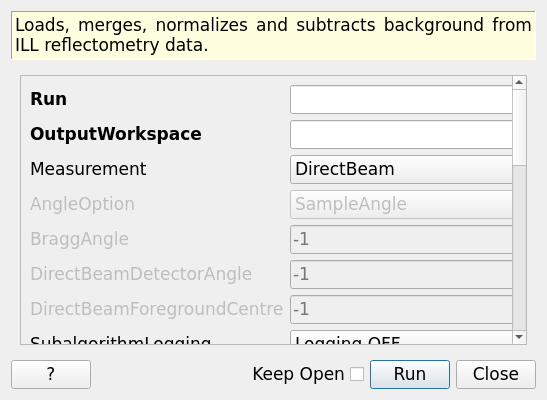 Loads, merges, normalizes and subtracts background from
ILL reflectometry data.
Run
OutputWorkspace
Measurement DirectBeam
AngleOption SampleAngle
BraggAngle -1
DirectBeamDetectorAngle -1
DirectBeamForegroundCentre -1
SubalgorithmLogging Logging OFF
? Keep Open Run Close